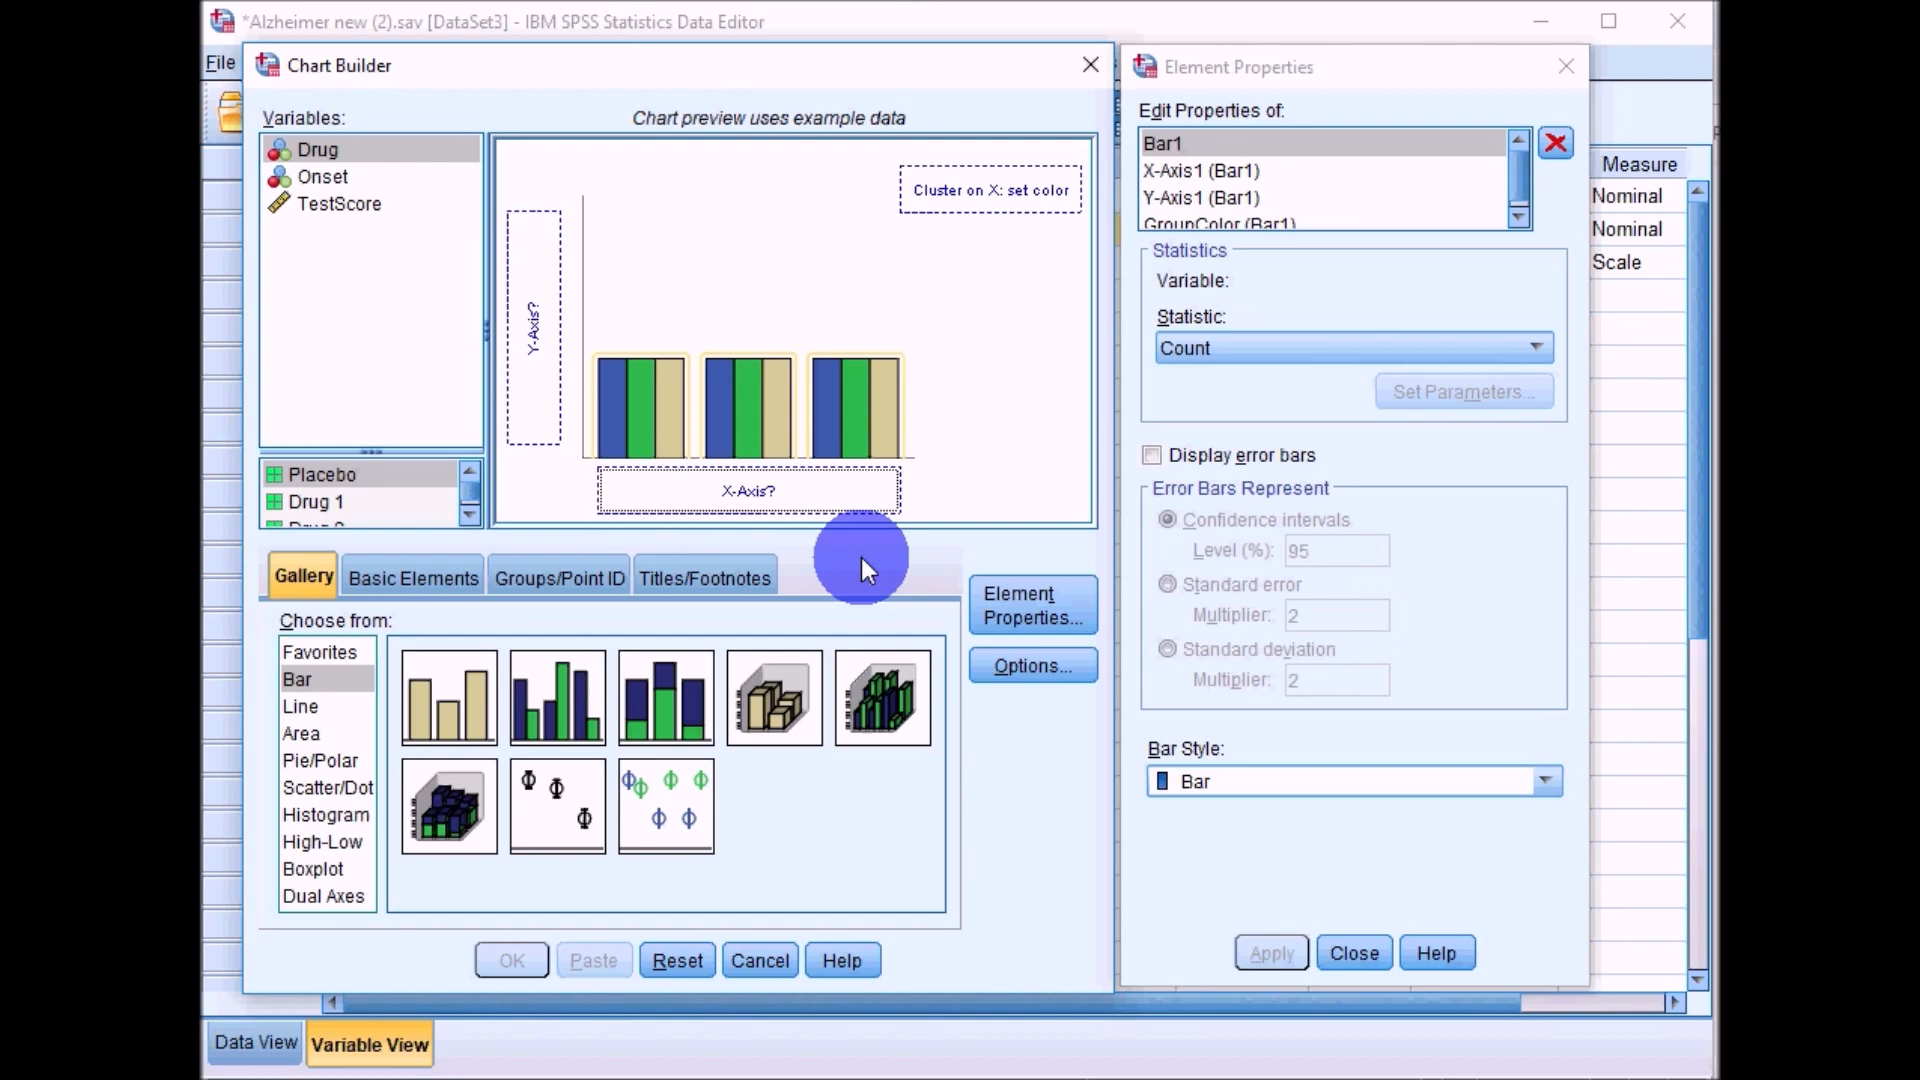 *Alzheimer new (2).sav [DataSet3] - IBM SPSS Statistics Data Editor
File
Chart Builder
Variables:
Drug
Onset
TestScore
Chart preview uses example data
Cluster on X: set color
Y-Axis?
X-Axis?
Placebo
Drug 1
Gallery
Basic Elements
Groups/Point ID
Titles/Footnotes
Choose from:
Favorites
Bar
Line
Area
Pie/Polar
Scatter/Dot
Histogram
High-Low
Boxplot
Dual Axes
Element
Properties...
Options...
OK
Paste
Reset
Cancel
Help
Element Properties
Edit Properties of:
Bar1
X-Axis1 (Bar1)
Y-Axis1 (Bar1)
GroupColor (Bar1)
Statistics
Variable:
Statistic:
Count
Set Parameters...
Display error bars
Error Bars Represent
Confidence intervals
Level (%): 95
Standard error
Multiplier: 2
Standard deviation
Multiplier: 2
Bar Style:
Bar
Apply
Close
Help
Measure
Nominal
Nominal
Scale
Data View
Variable View